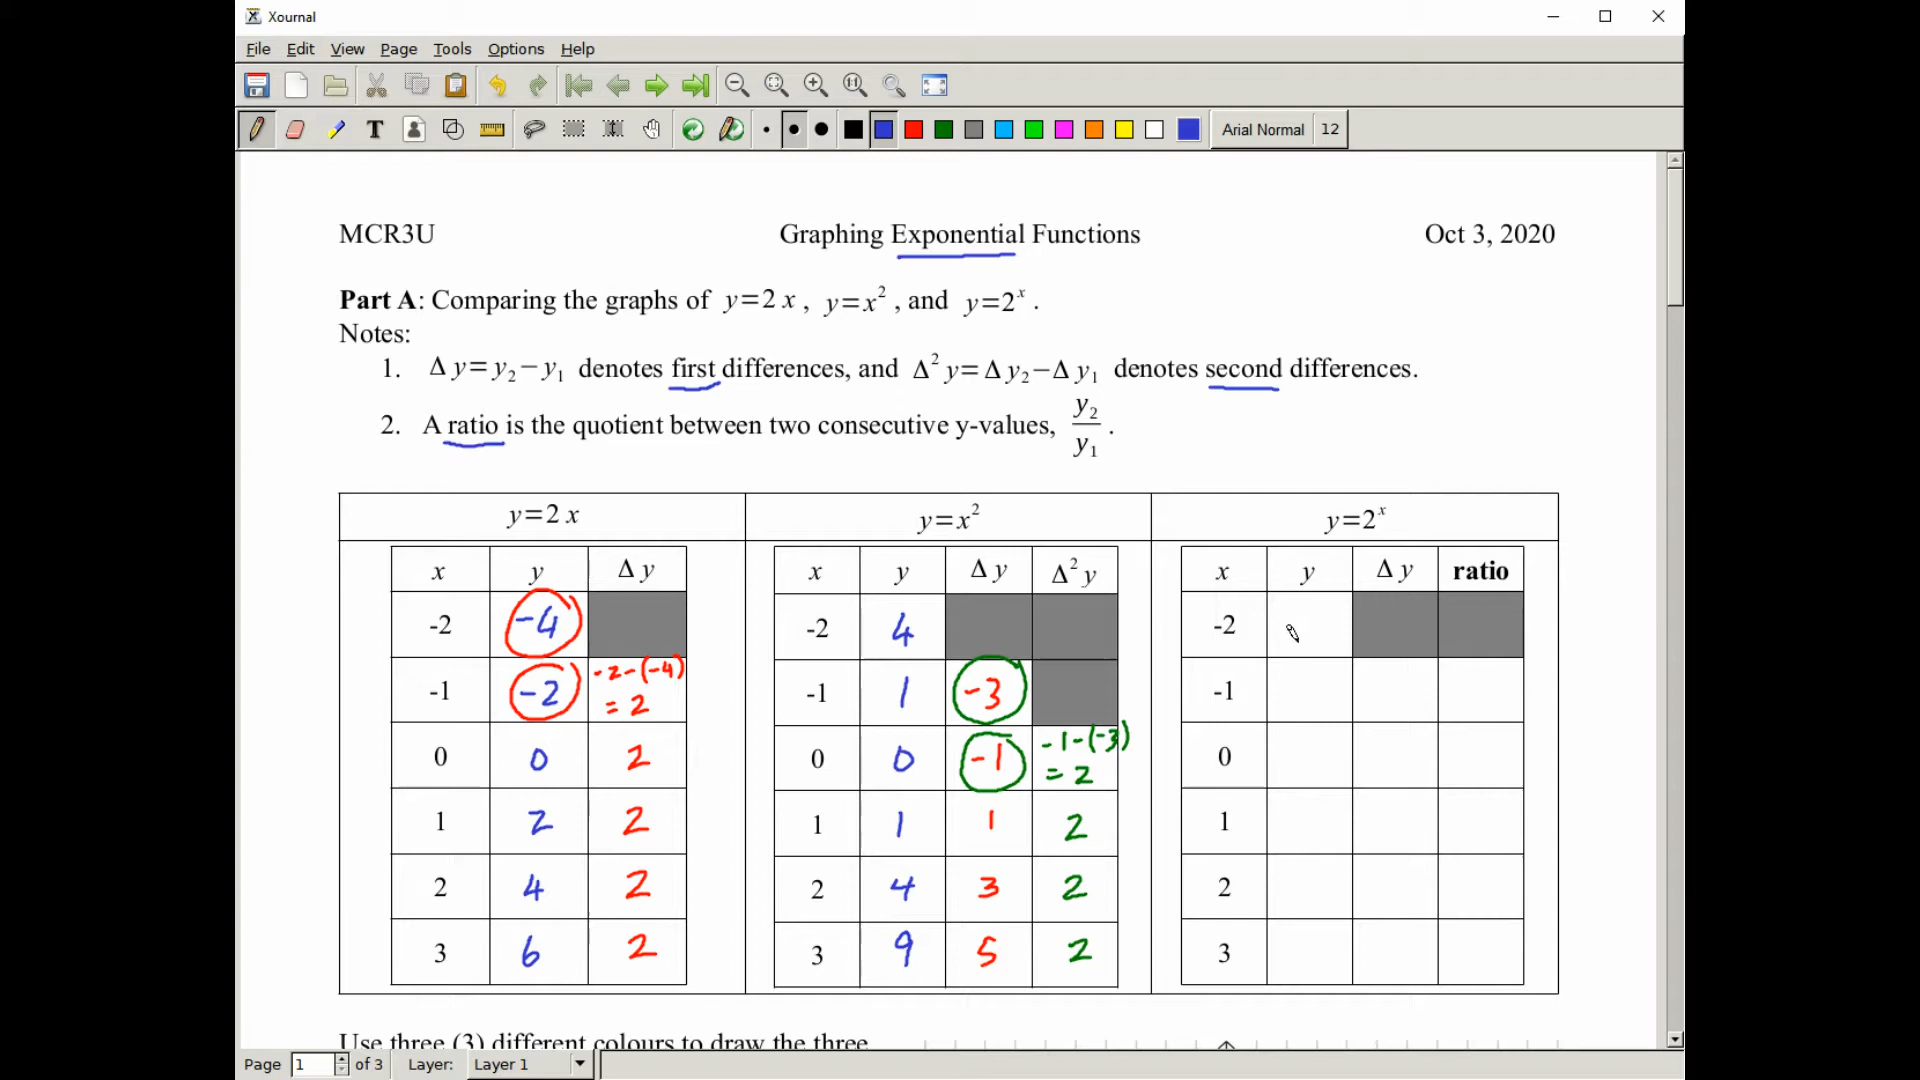 Xournal
File Edit View Page Tools Options Help
Arial Normal 12
MCR3U Graphing Exponential Functions Oct 3, 2020
Part A: Comparing the graphs of y=2x, y=x², and y=2ˣ.
Notes:
1. Δy=y₂−y₁ denotes first differences, and Δ²y=Δy₂−Δy₁ denotes second differences.
2. A ratio is the quotient between two consecutive y-values, y₂/y₁.
y=2x y=x² y=2ˣ
x y Δy x y Δy Δ²y x y Δy ratio
-2 -4 -2 4 -2
-1 -2 -2-(-4) = 2 -1 1 -3 -1
0 0 2 0 0 -1 -1-(-3) = 2 0
1 2 2 1 1 1 2 1
2 4 2 2 4 3 2 2
3 6 2 3 9 5 2 3
Use three (3) different colours to draw the three
Page 1 of 3 Layer: Layer 1